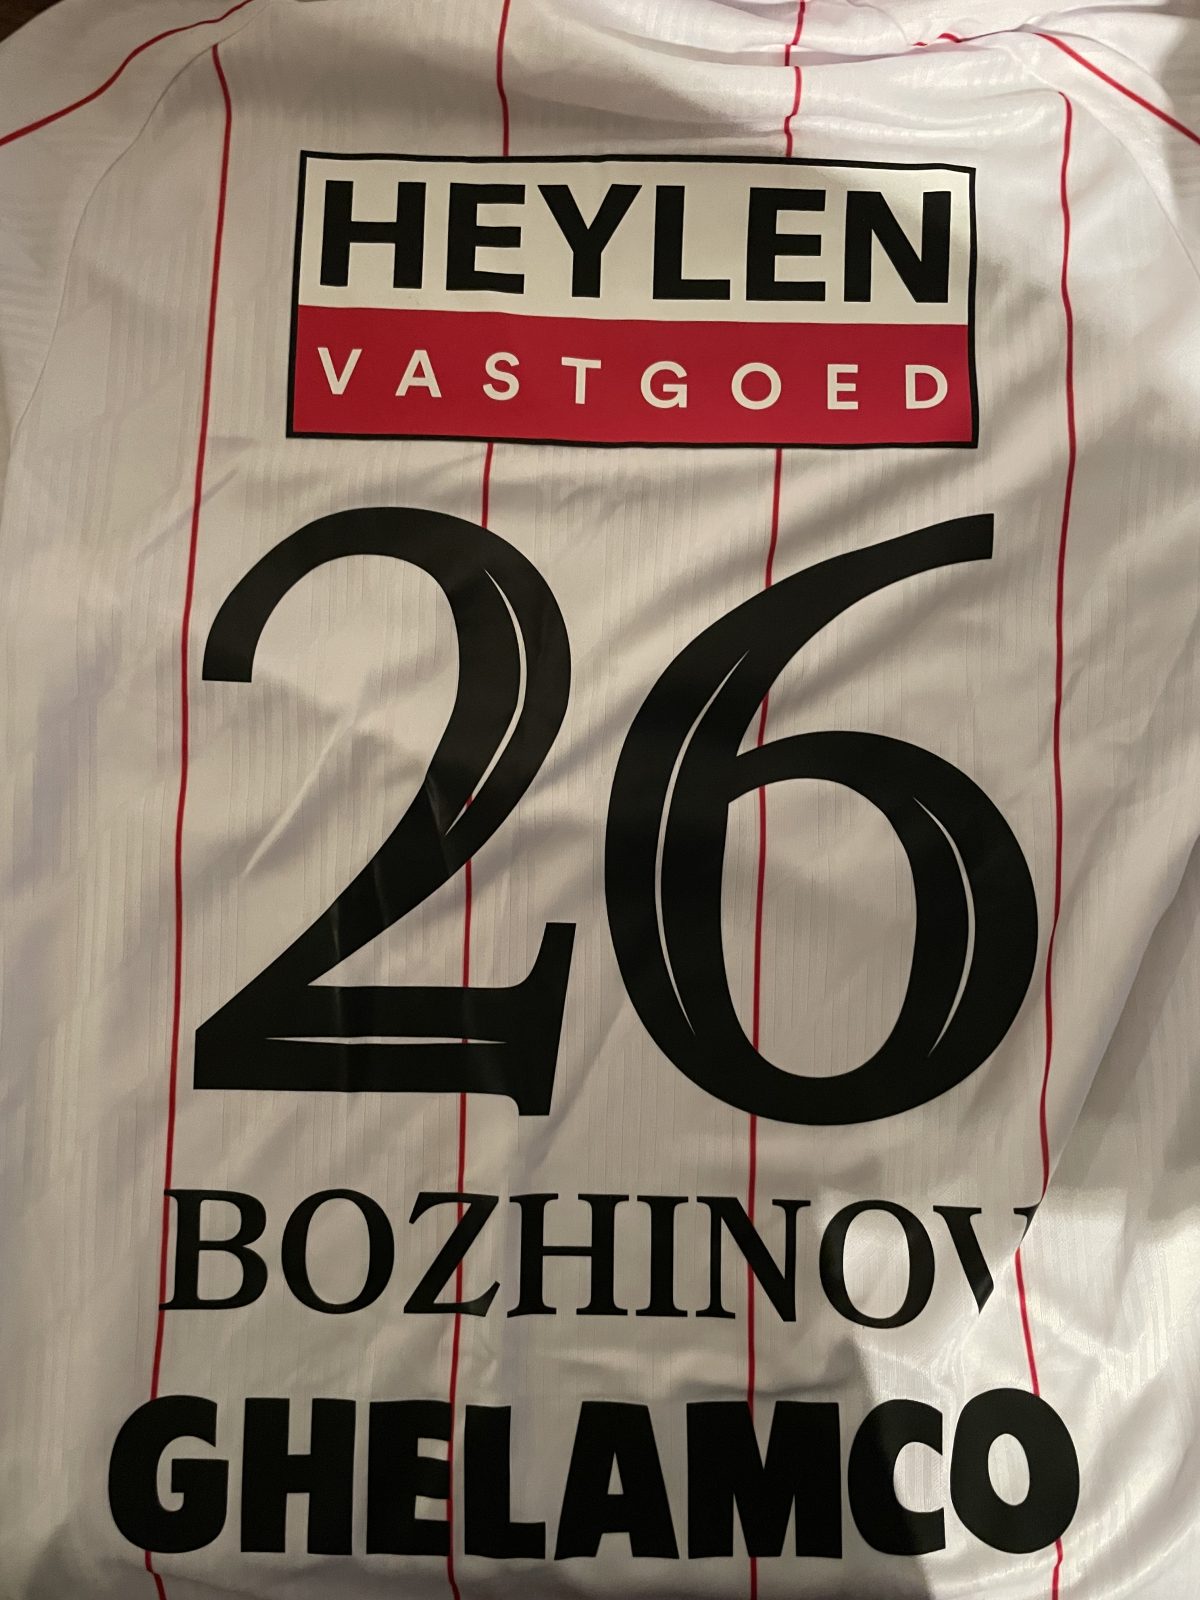 HEYLEN
VASTGOED
26
BOZHINOV
GHELAMCO